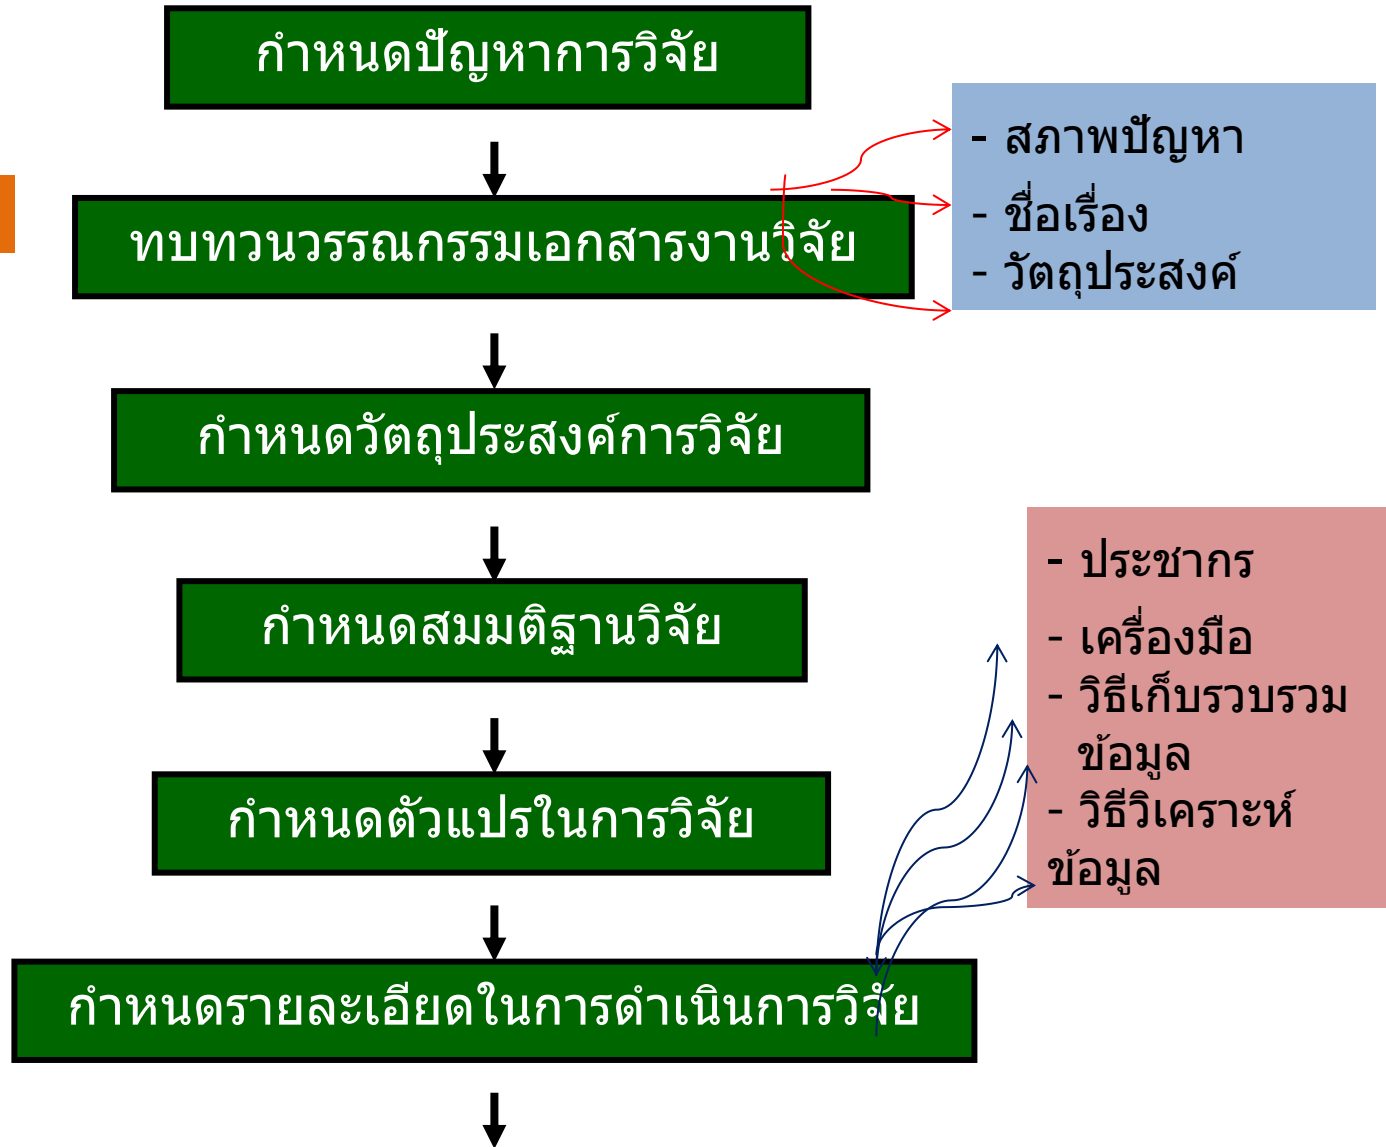 กำหนดปัญหาการวิจัย
- สภาพปัญหา
- ชื่อเรื่อง
- วัตถุประสงค์
ทบทวนวรรณกรรมเอกสารงานวิจัย
กำหนดวัตถุประสงค์การวิจัย
กำหนดสมมติฐานวิจัย
- ประชากร
- เครื่องมือ
- วิธีเก็บรวบรวม
ข้อมูล
- วิธีวิเคราะห์
ข้อมูล
กำหนดตัวแปรในการวิจัย
กำหนดรายละเอียดในการดำเนินการวิจัย